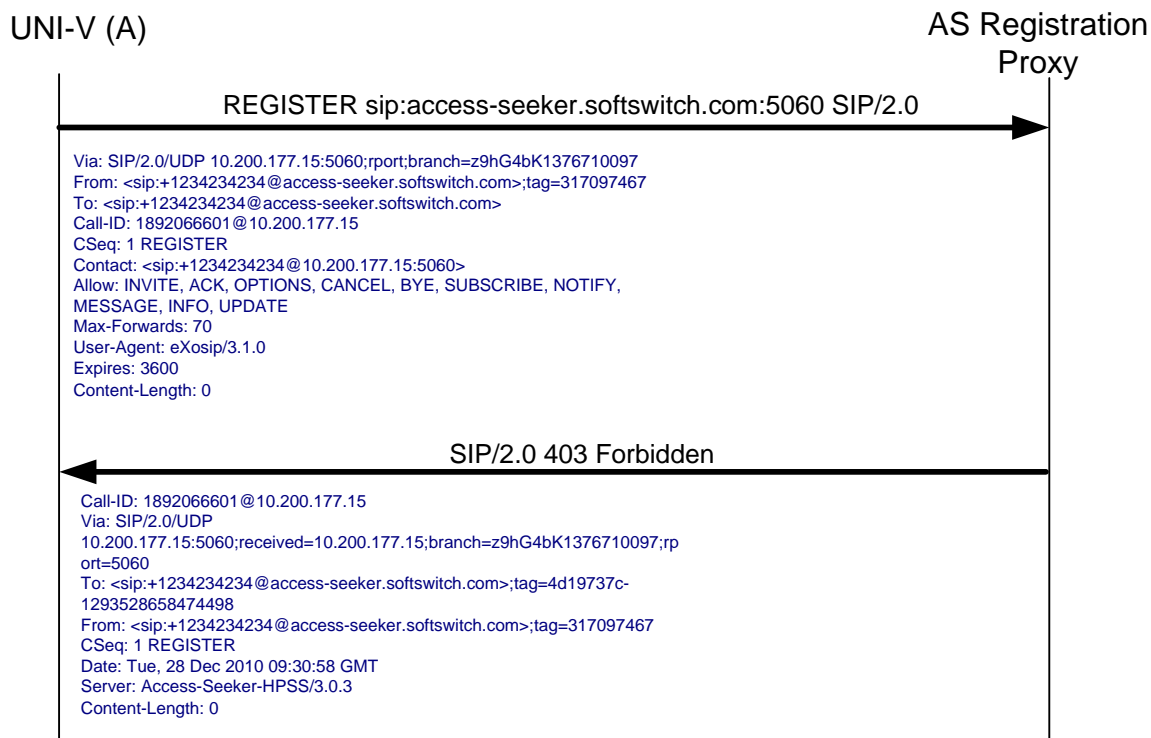 UNI-V (A)
AS Registration
Proxy
REGISTER sip:access-seeker.softswitch.com:5060 SIP/2.0
Via: SIP/2.0/UDP 10.200.177.15:5060;rport;branch=z9hG4bK1376710097
From: <sip:+1234234234@access-seeker.softswitch.com>;tag=317097467
To: <sip:+1234234234@access-seeker.softswitch.com>
Call-ID: 1892066601@10.200.177.15
CSeq: 1 REGISTER
Contact: <sip:+1234234234@10.200.177.15:5060>
Allow: INVITE, ACK, OPTIONS, CANCEL, BYE, SUBSCRIBE, NOTIFY,
MESSAGE, INFO, UPDATE
Max-Forwards: 70
User-Agent: eXosip/3.1.0
Expires: 3600
Content-Length: 0
SIP/2.0 403 Forbidden
Call-ID: 1892066601@10.200.177.15
Via: SIP/2.0/UDP
10.200.177.15:5060;received=10.200.177.15;branch=z9hG4bK1376710097;rp
ort=5060
To: <sip:+1234234234@access-seeker.softswitch.com>;tag=4d19737c-
1293528658474498
From: <sip:+1234234234@access-seeker.softswitch.com>;tag=317097467
CSeq: 1 REGISTER
Date: Tue, 28 Dec 2010 09:30:58 GMT
Server: Access-Seeker-HPSS/3.0.3
Content-Length: 0